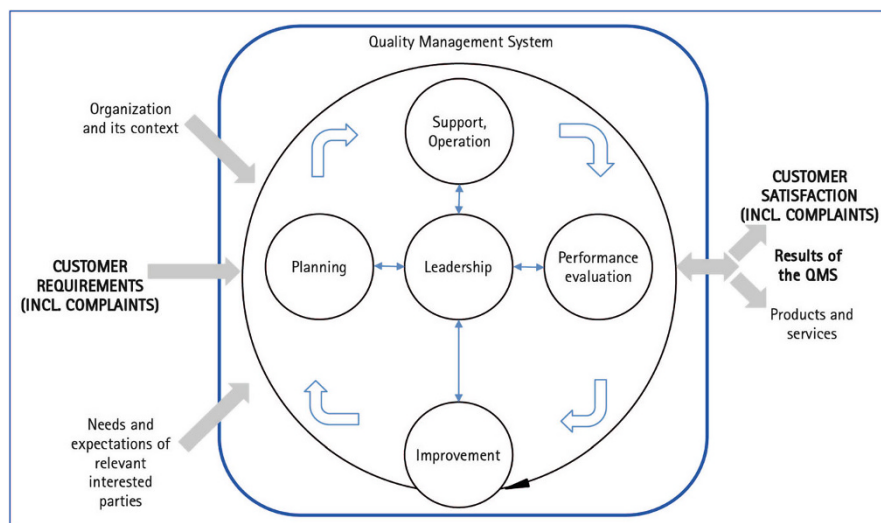 Quality Management System
Organization
and its context
Support,
Operation
CUSTOMER
SATISFACTION
(INCL. COMPLAINTS)
CUSTOMER
REQUIREMENTS
(INCL. COMPLAINTS)
Planning
Leadership
Performance
evaluation
Results of
the QMS
Products and
services
Needs and
expectations of
relevant
interested
parties
Improvement